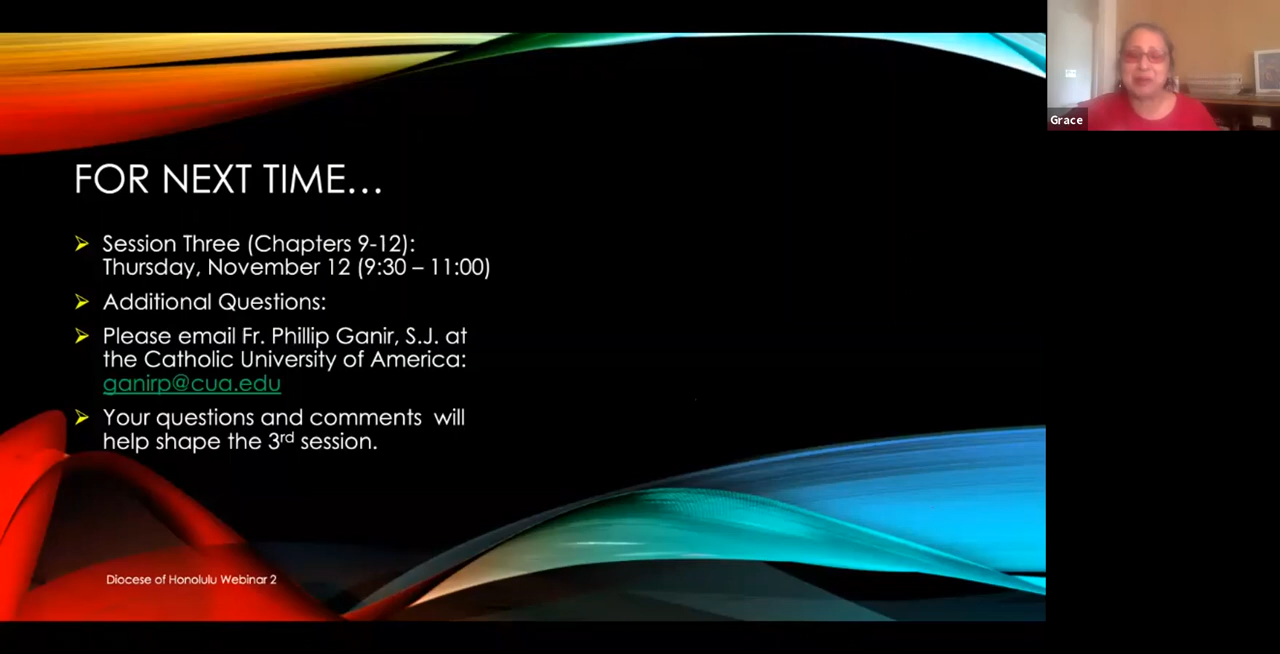 Grace
FOR NEXT TIME…
Session Three (Chapters 9-12):
Thursday, November 12 (9:30 – 11:00)
Additional Questions:
Please email Fr. Phillip Ganir, S.J. at
the Catholic University of America:
ganirp@cua.edu
Your questions and comments will
help shape the 3rd session.
Diocese of Honolulu Webinar 2